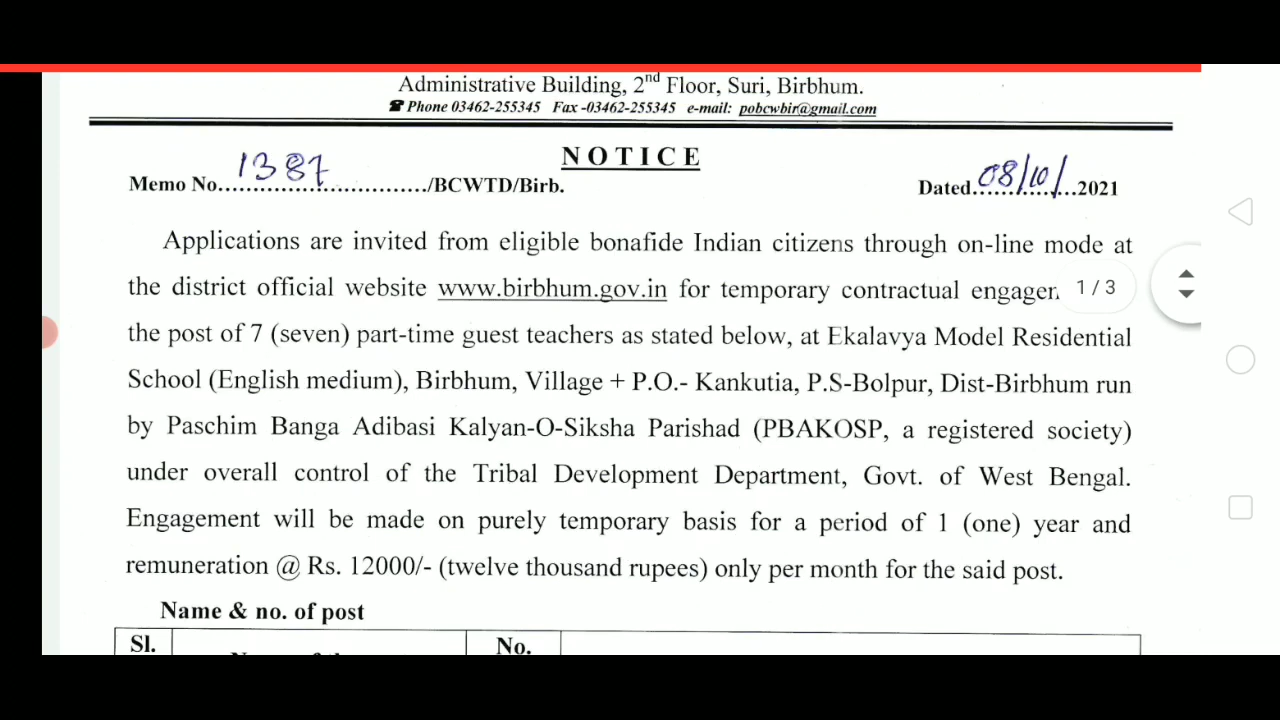 Administrative Building, 2nd Floor, Suri, Birbhum.
☎ Phone 03462-255345 Fax -03462-255345 e-mail: pobcwbir@gmail.com
NOTICE
Memo No....1387............................../BCWTD/Birb.
Dated..08/10/...2021
Applications are invited from eligible bonafide Indian citizens through on-line mode at
the district official website www.birbhum.gov.in for temporary contractual
1 / 3
the post of 7 (seven) part-time guest teachers as stated below, at Ekalavya Model Residential
School (English medium), Birbhum, Village + P.O.- Kankutia, P.S-Bolpur, Dist-Birbhum run
by Paschim Banga Adibasi Kalyan-O-Siksha Parishad (PBAKOSP, a registered society)
under overall control of the Tribal Development Department, Govt. of West Bengal.
Engagement will be made on purely temporary basis for a period of 1 (one) year and
remuneration @ Rs. 12000/- (twelve thousand rupees) only per month for the said post.
Name & no. of post
Sl. No.